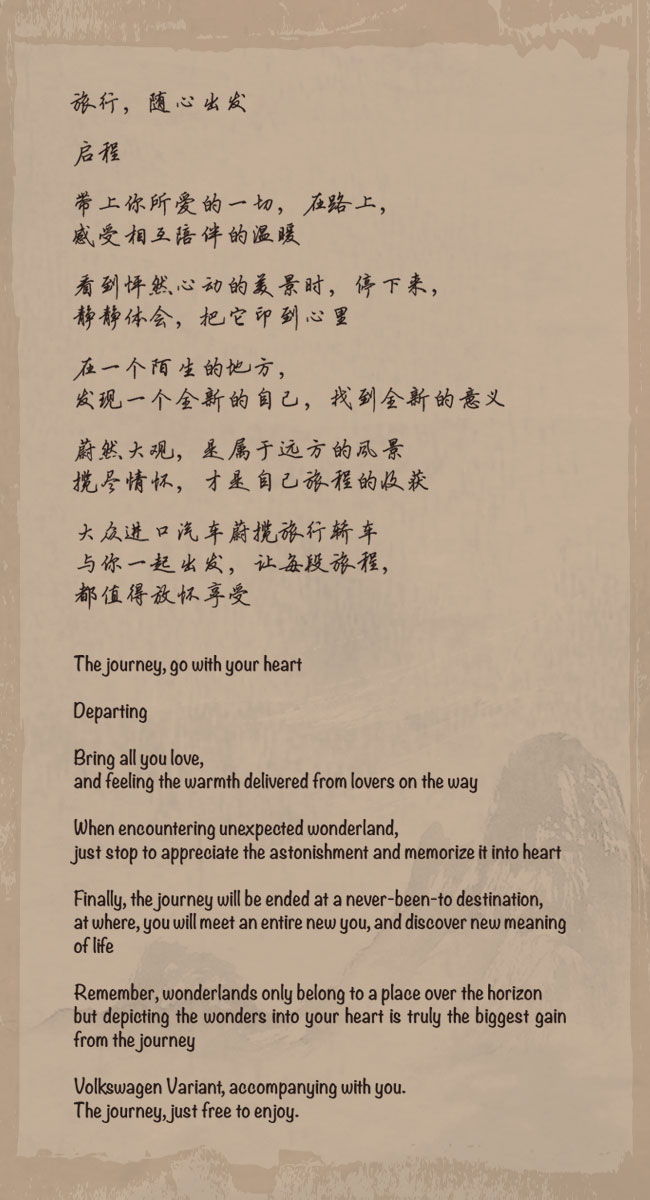 旅行，随心出发
启程
带上你所爱的一切，在路上，
感受相互陪伴的温暖
看到怦然心动的美景时，停下来，
静静体会，把它印到心里
在一个陌生的地方，
发现一个全新的自己，找到全新的意义
蔚然大观，是属于远方的风景
揽尽情怀，才是自己旅程的收获
大众进口汽车蔚揽旅行轿车
与你一起出发，让每段旅程，
都值得放怀享受
The journey, go with your heart
Departing
Bring all you love,
and feeling the warmth delivered from lovers on the way
When encountering unexpected wonderland,
just stop to appreciate the astonishment and memorize it into heart
Finally, the journey will be ended at a never-been-to destination,
at where, you will meet an entire new you, and discover new meaning
of life
Remember, wonderlands only belong to a place over the horizon
but depicting the wonders into your heart is truly the biggest gain
from the journey
Volkswagen Variant, accompanying with you.
The journey, just free to enjoy.